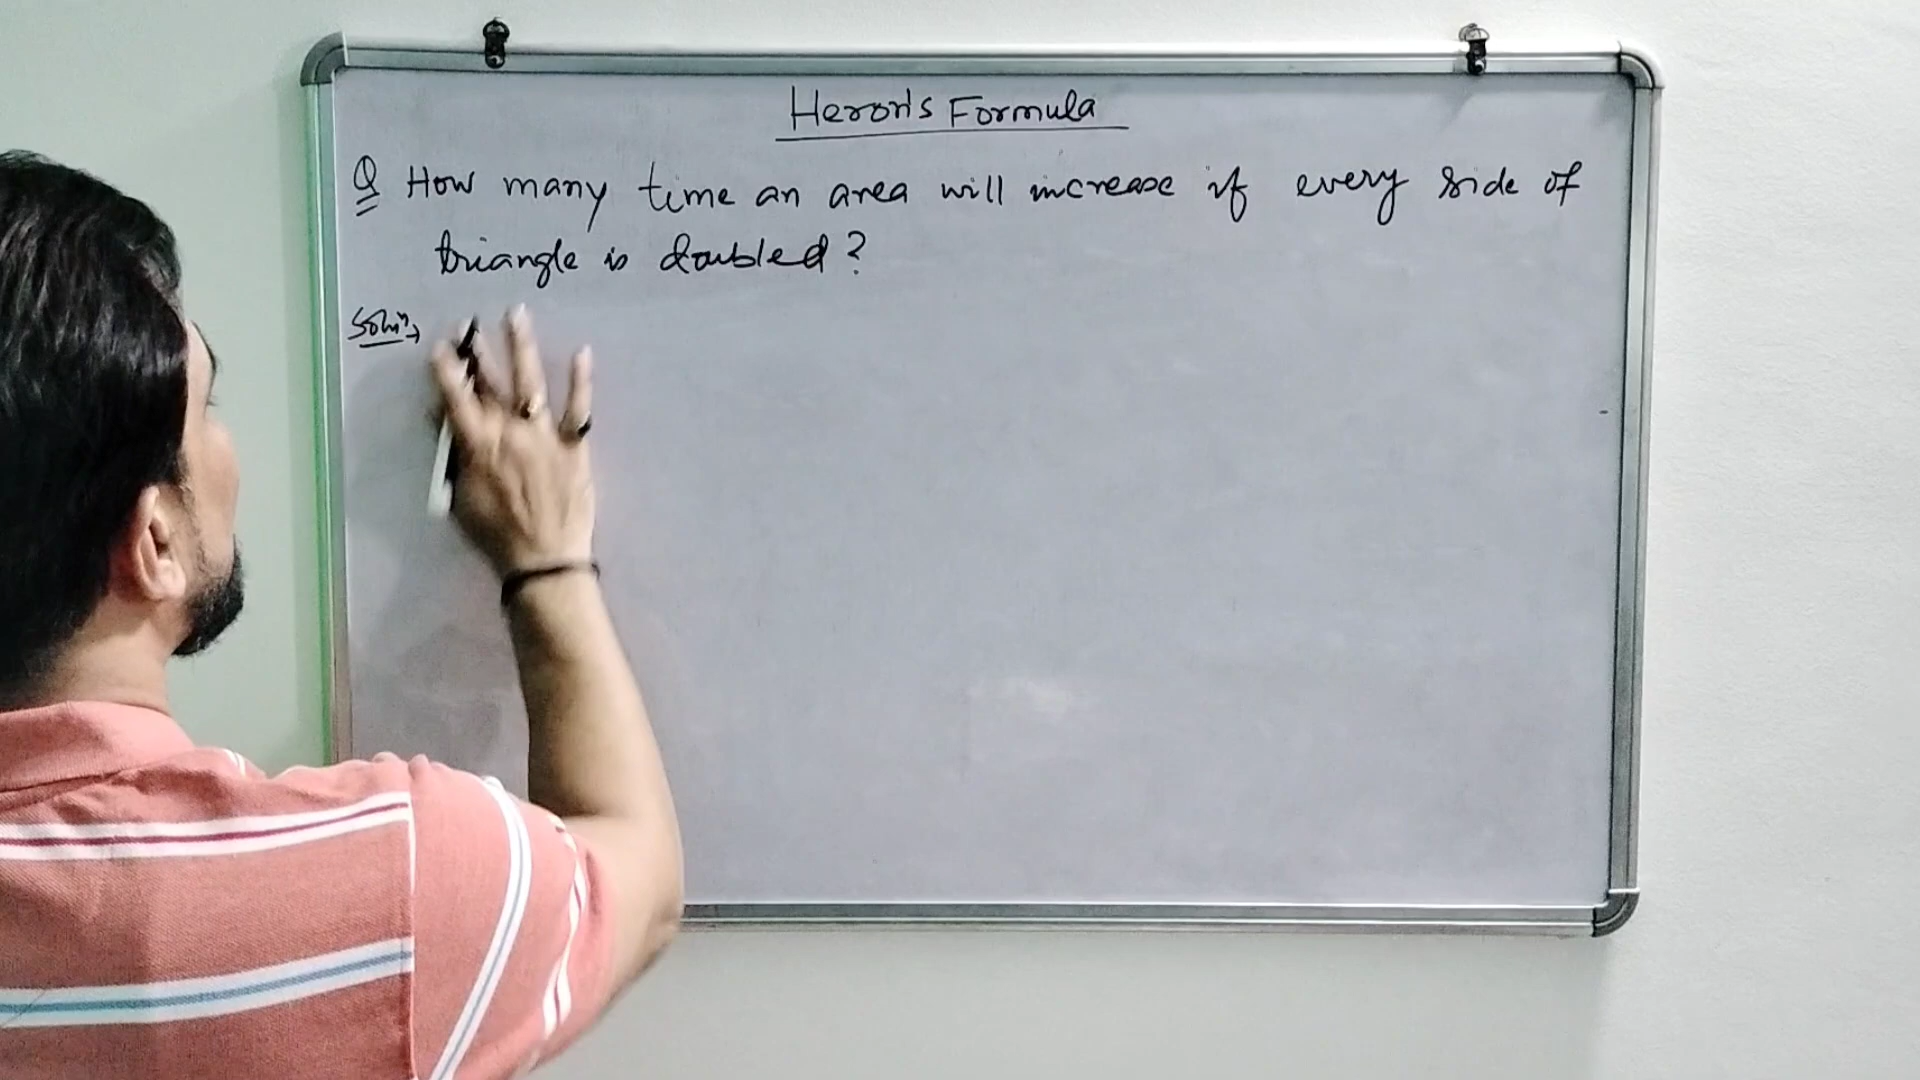 Heron's Formula
Q How many time an area will increase if every side of
triangle is doubled?
Soln→